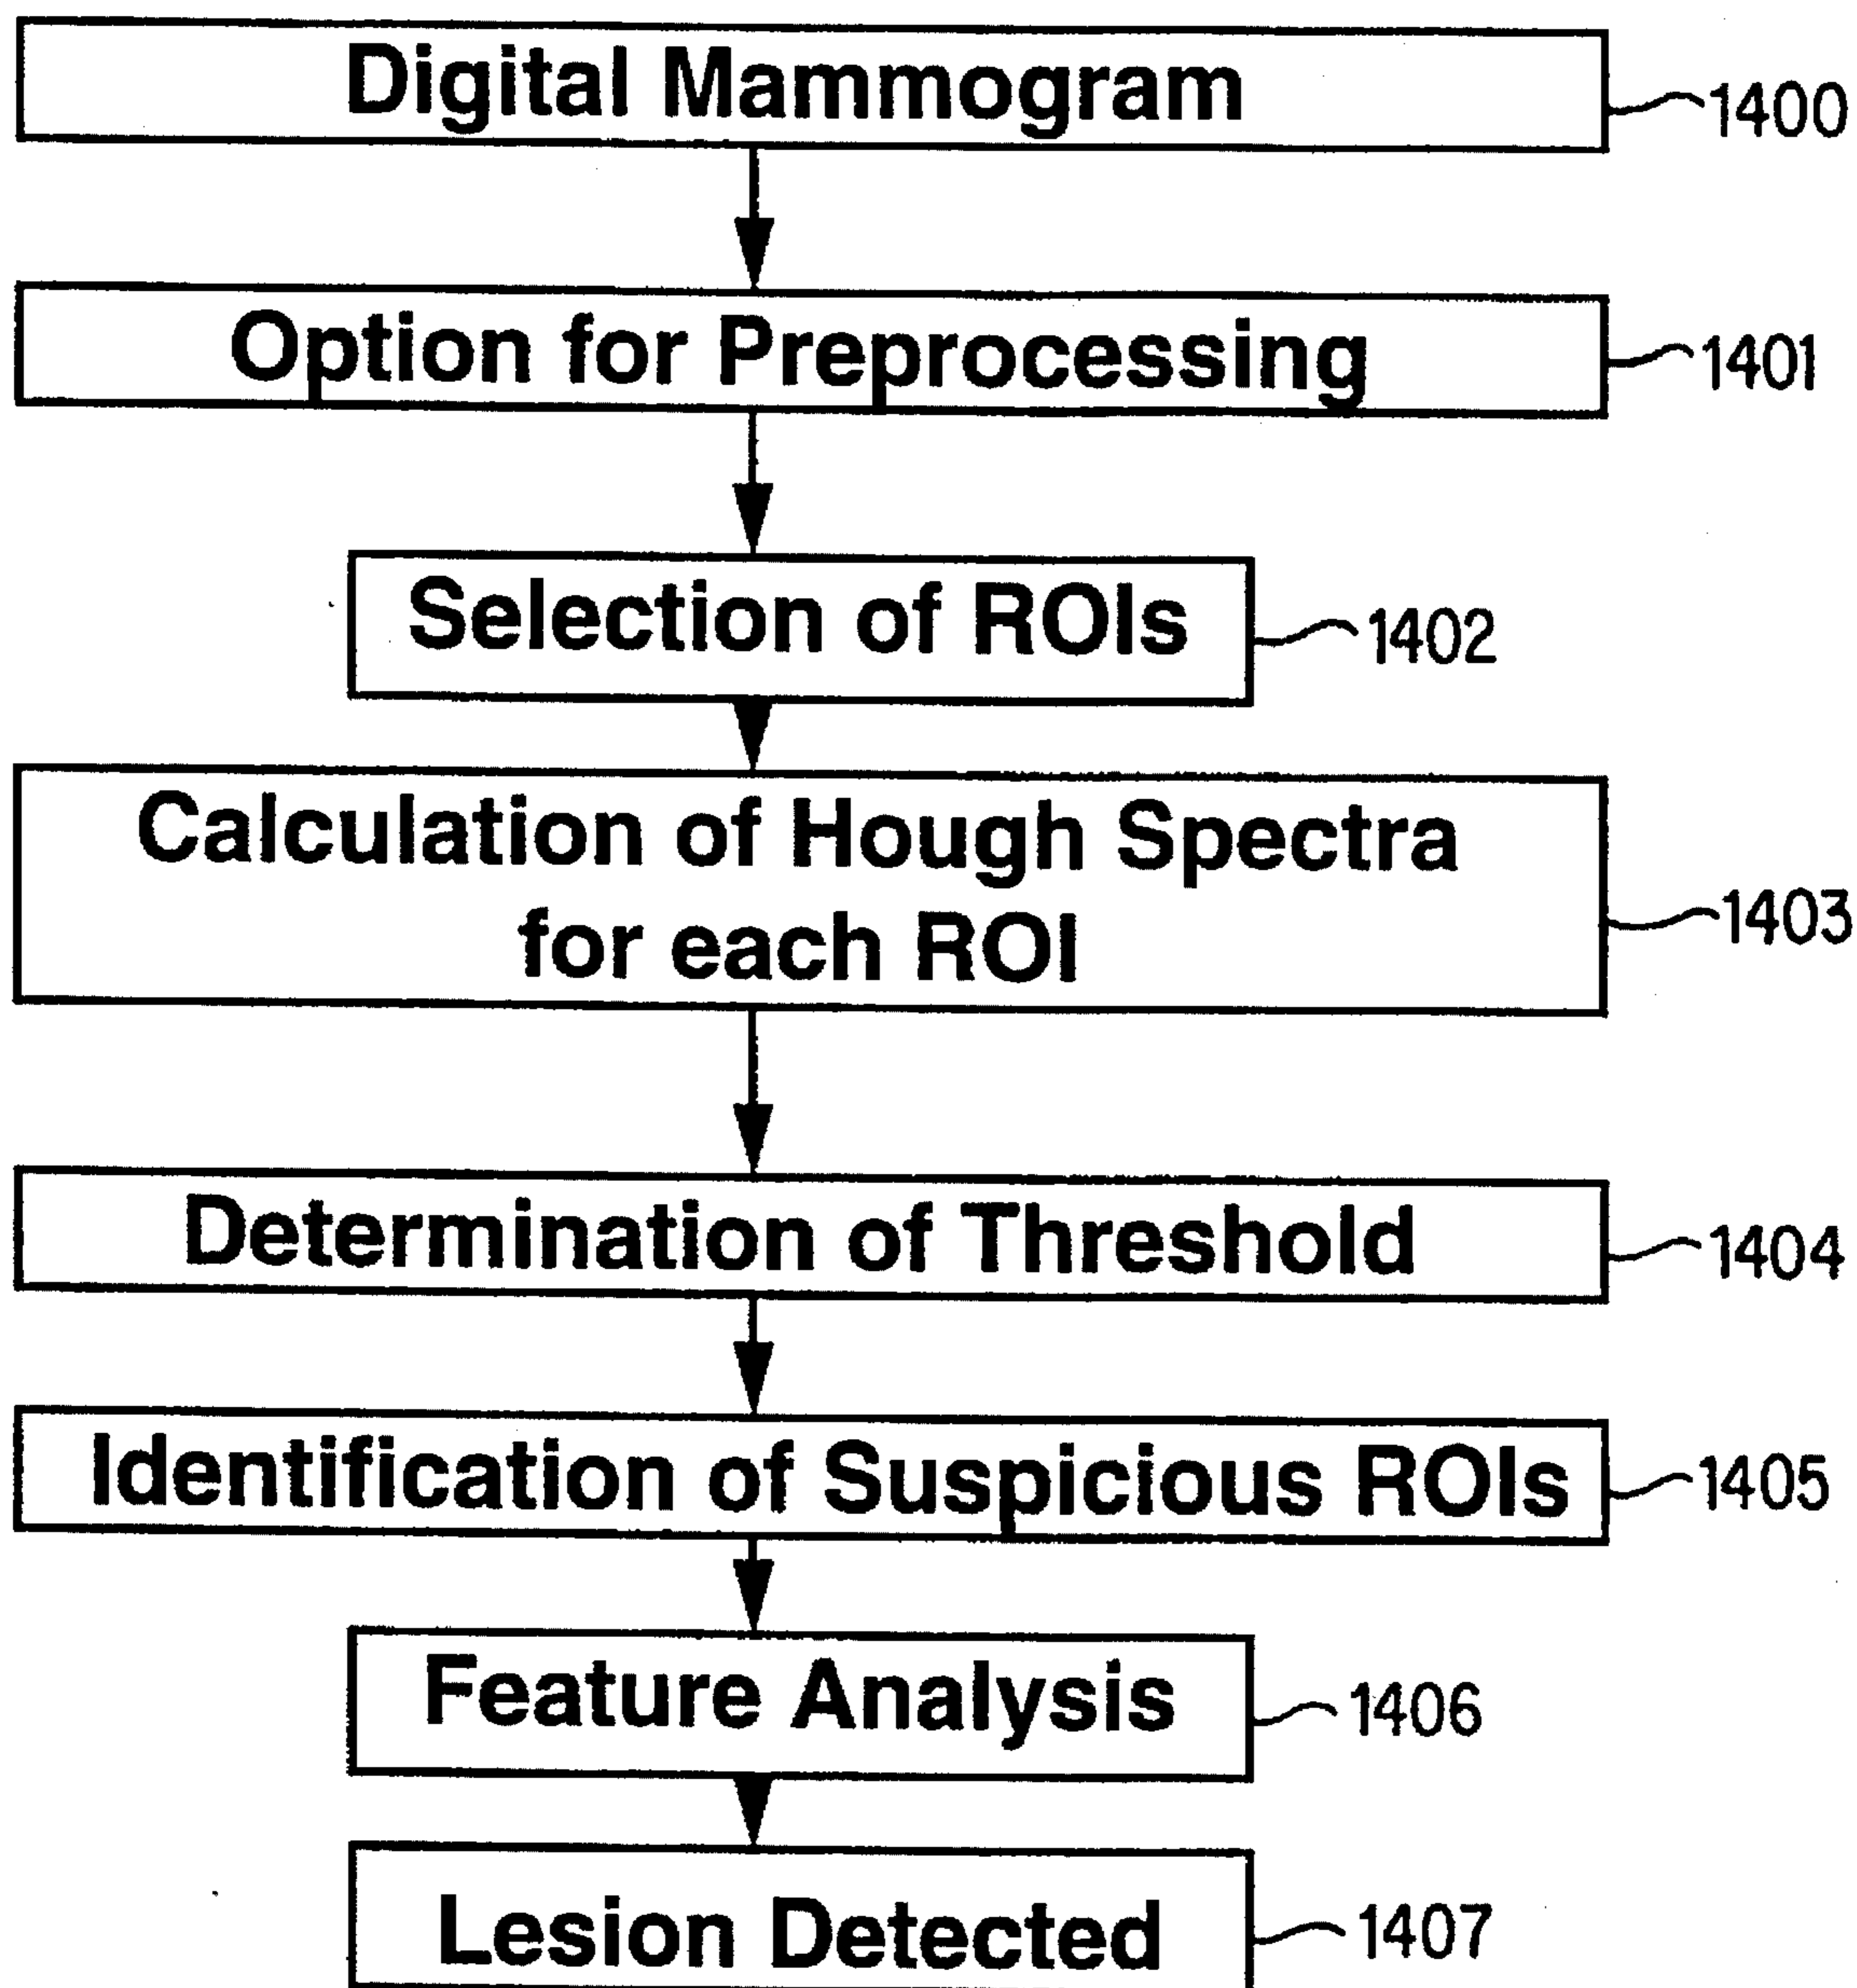 Digital Mammogram
1400
Option for Preprocessing
1401
Selection of ROIs
1402
Calculation of Hough Spectra
for each ROI
1403
Determination of Threshold
1404
Identification of Suspicious ROIs
1405
Feature Analysis
1406
Lesion Detected
1407